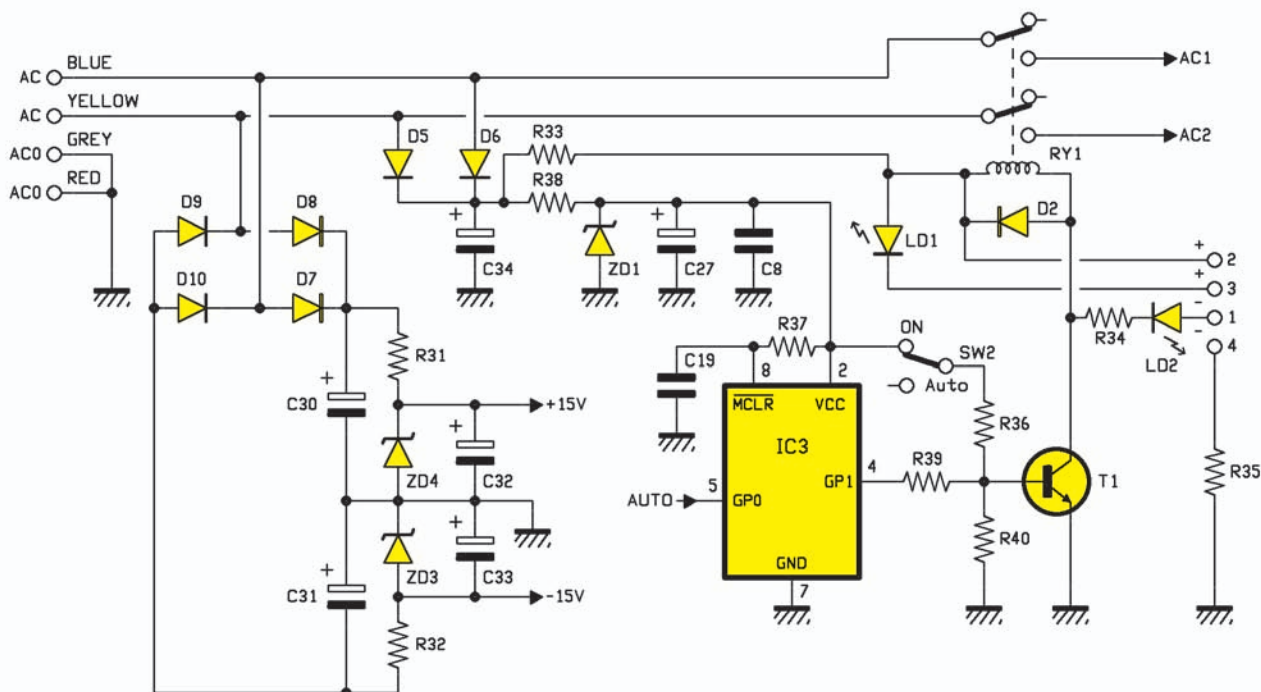 AC BLUE
AC YELLOW
AC0 GREY
AC0 RED
AC1
AC2
RY1
D5
D6
R33
R38
D2
D9
D8
D10
D7
+
C34
ZD1
+
C27
C8
LD1
+
2
+
3
-
1
-
4
R34
LD2
R31
R37
ON
SW2
Auto
C19
8
2
MCLR
VCC
IC3
+
C30
+15V
+
ZD4
C32
R36
R39
4
GP1
AUTO
5
GP0
T1
R35
+
ZD3
C33
R40
GND
7
+
C31
-15V
R32